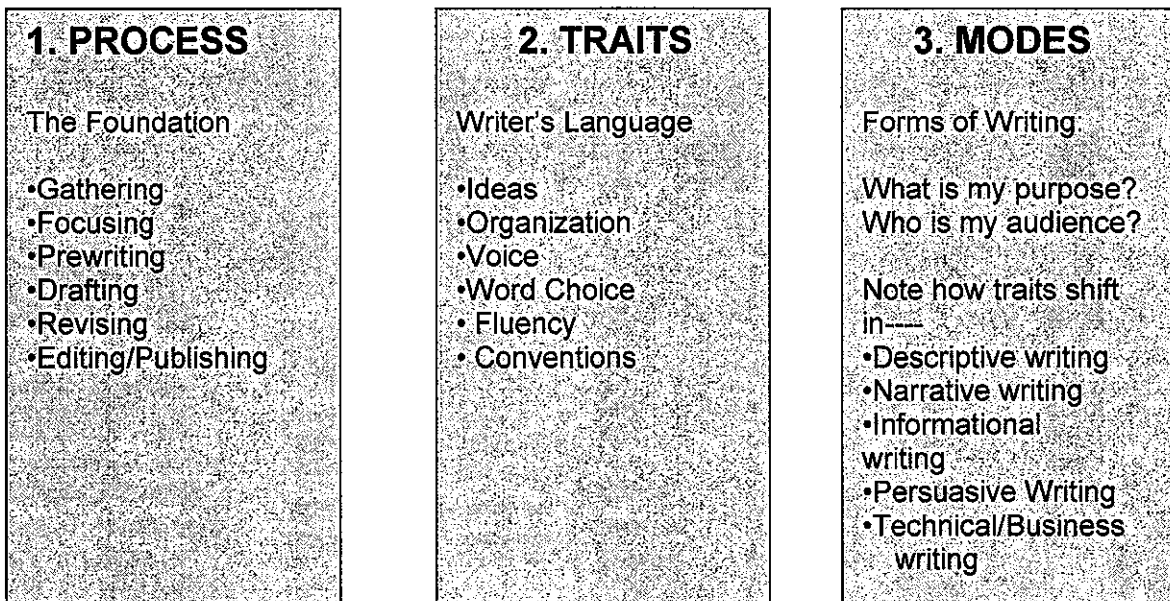 1. PROCESS
The Foundation
•Gathering
•Focusing
•Prewriting
•Drafting
•Revising
•Editing/Publishing
2. TRAITS
Writer's Language
•Ideas
•Organization
•Voice
•Word Choice
• Fluency
• Conventions
3. MODES
Forms of Writing:
What is my purpose?
Who is my audience?
Note how traits shift
in----
•Descriptive writing
•Narrative writing
•Informational
writing
•Persuasive Writing
•Technical/Business
writing